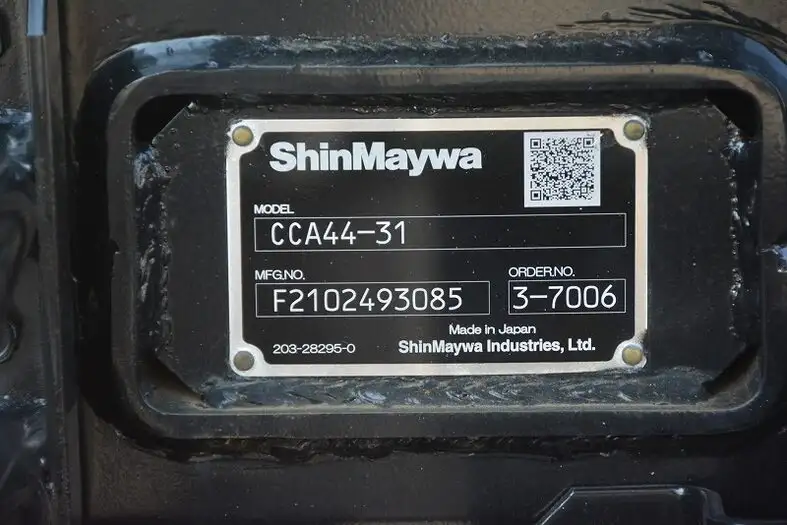 ShinMaywa
MODEL
CCA44-31
MFG.NO.
F2102493085
ORDER.NO.
3-7006
Made in Japan
203-28295-0
ShinMaywa Industries, Ltd.